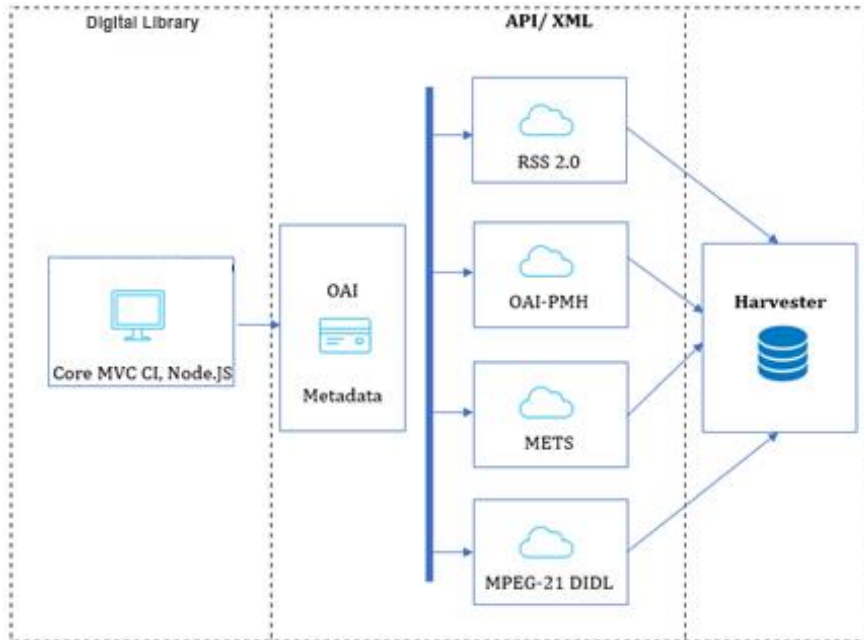 Digital Library
API/ XML
RSS 2.0
OAI
Metadata
OAI-PMH
Core MVC CI, Node.JS
METS
MPEG-21 DIDL
Harvester